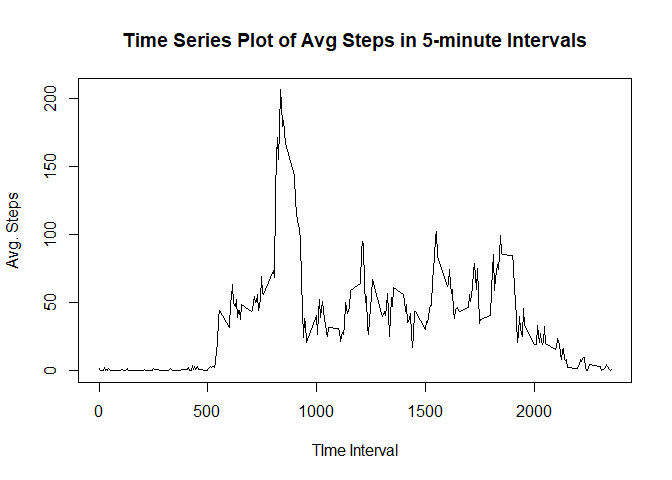 Time Series Plot of Avg Steps in 5-minute Intervals
200
150
100
50
0
Avg. Steps
0 500 1000 1500 2000
TIme Interval